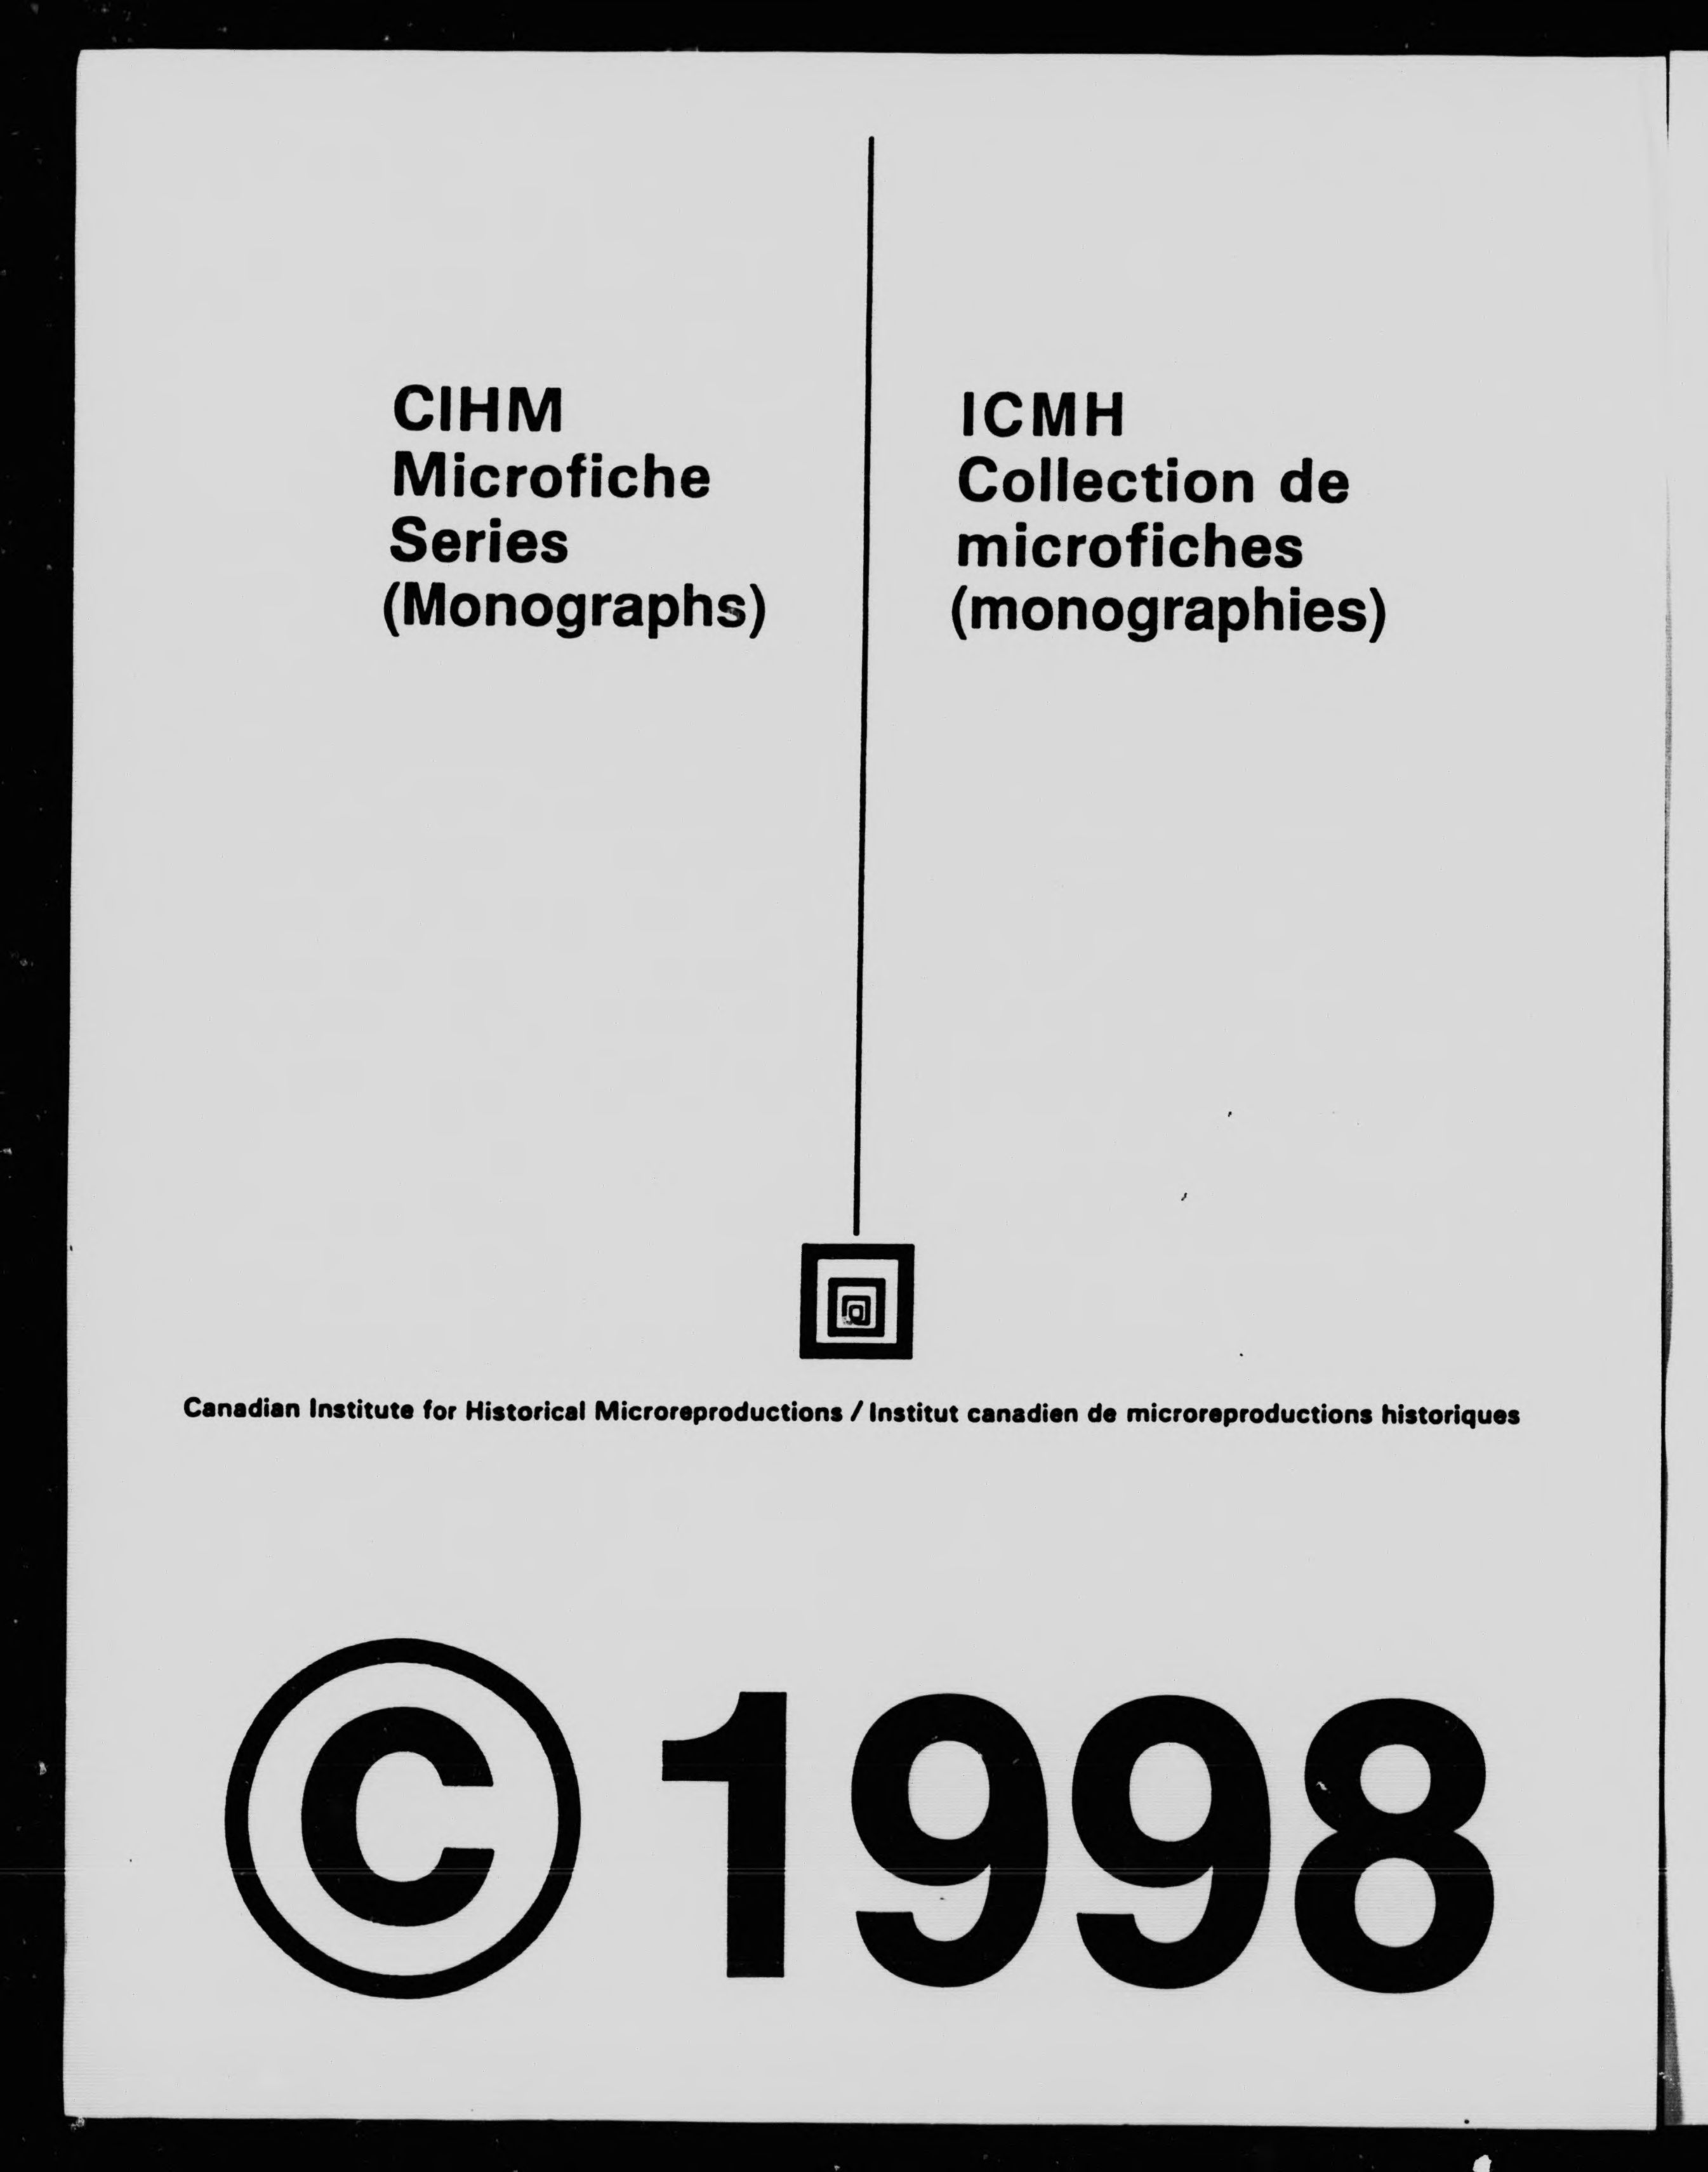 CIHM
Microfiche
Series
(Monographs)
ICMH
Collection de
microfiches
(monographies)
Canadian Institute for Historical Microreproductions / Institut canadien de microreproductions historiques
©1998